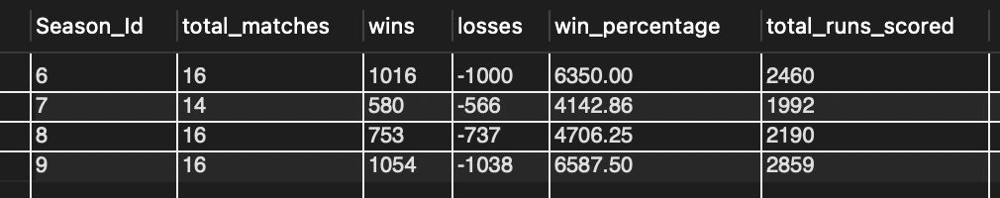 Season_Id total_matches wins losses win_percentage total_runs_scored
6 16 1016 -1000 6350.00 2460
7 14 580 -566 4142.86 1992
8 16 753 -737 4706.25 2190
9 16 1054 -1038 6587.50 2859